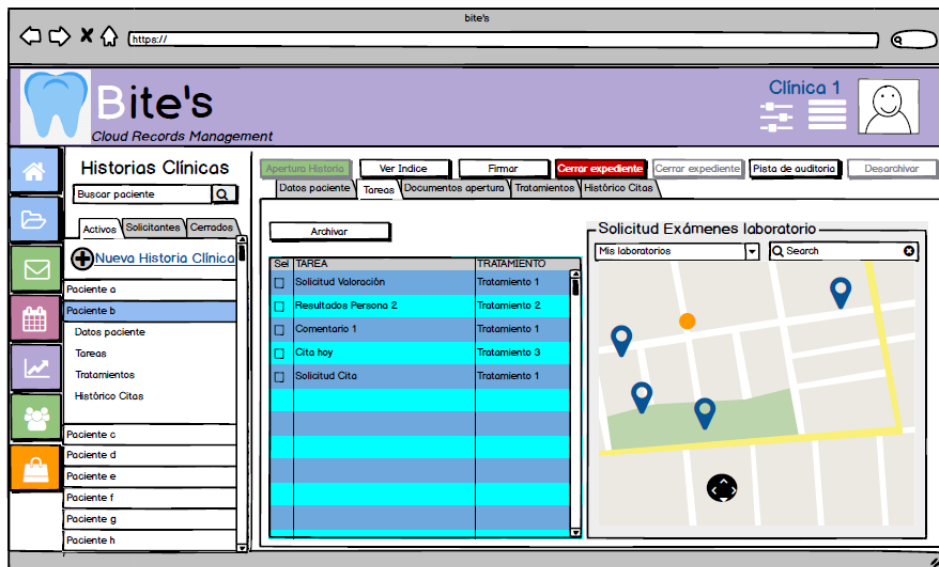 bite's
https://
Bite's
Cloud Records Management
Clínica 1
Historias Clínicas
Buscar paciente
Activos Solicitantes Cerrados
Nueva Historia Clínica
Paciente a
Paciente b
Datos paciente
Tareas
Tratamientos
Histórico Citas
Paciente c
Paciente d
Paciente e
Paciente f
Paciente g
Paciente h
Apertura Historia Ver Indice Firmar Cerrar expediente Cerrar expediente Pista de auditoria Desarchivar
Datos paciente Tareas Documentos apertura Tratamientos Histórico Citas
Archivar
Sel TAREA TRATAMIENTO
Solicitud Valoración Tratamiento 1
Resultados Persona 2 Tratamiento 2
Comentario 1 Tratamiento 1
Cita hoy Tratamiento 3
Solicitud Cita Tratamiento 1
Solicitud Exámenes laboratorio
Mis laboratorios Search